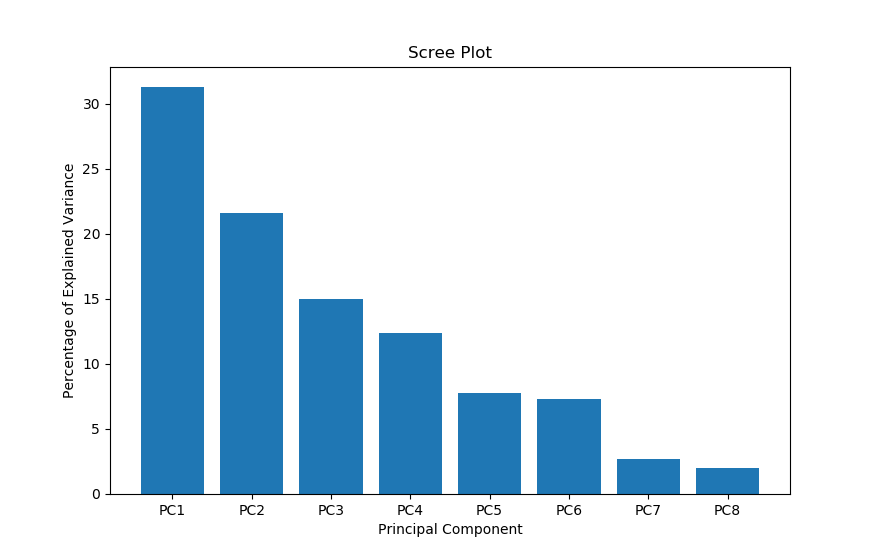 Scree Plot
Percentage of Explained Variance
30
25
20
15
10
5
0
PC1 PC2 PC3 PC4 PC5 PC6 PC7 PC8
Principal Component